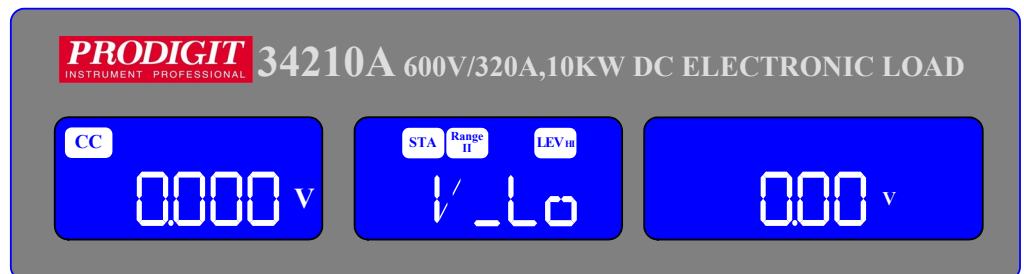 PRODIGIT
INSTRUMENT PROFESSIONAL
34210A 600V/320A,10KW DC ELECTRONIC LOAD
CC
0.000 V
STA Range II LEV HI
V_Lo
0.00 V